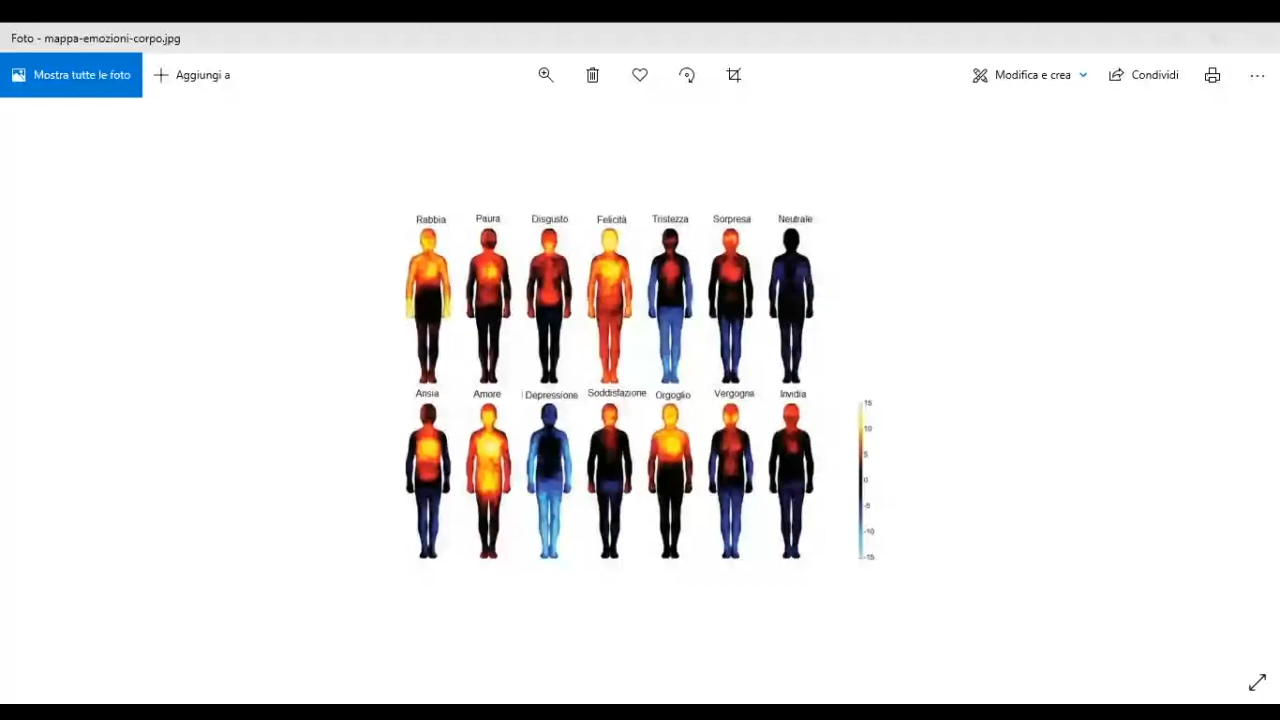 Foto - mappa-emozioni-corpo.jpg
Mostra tutte le foto
Aggiungi a
Modifica e crea
Condividi
Rabbia Paura Disgusto Felicità Tristezza Sorpresa Neutrale
Ansia Amore Depressione Soddisfazione Orgoglio Vergogna Invidia
15
10
5
0
-5
-10
-15